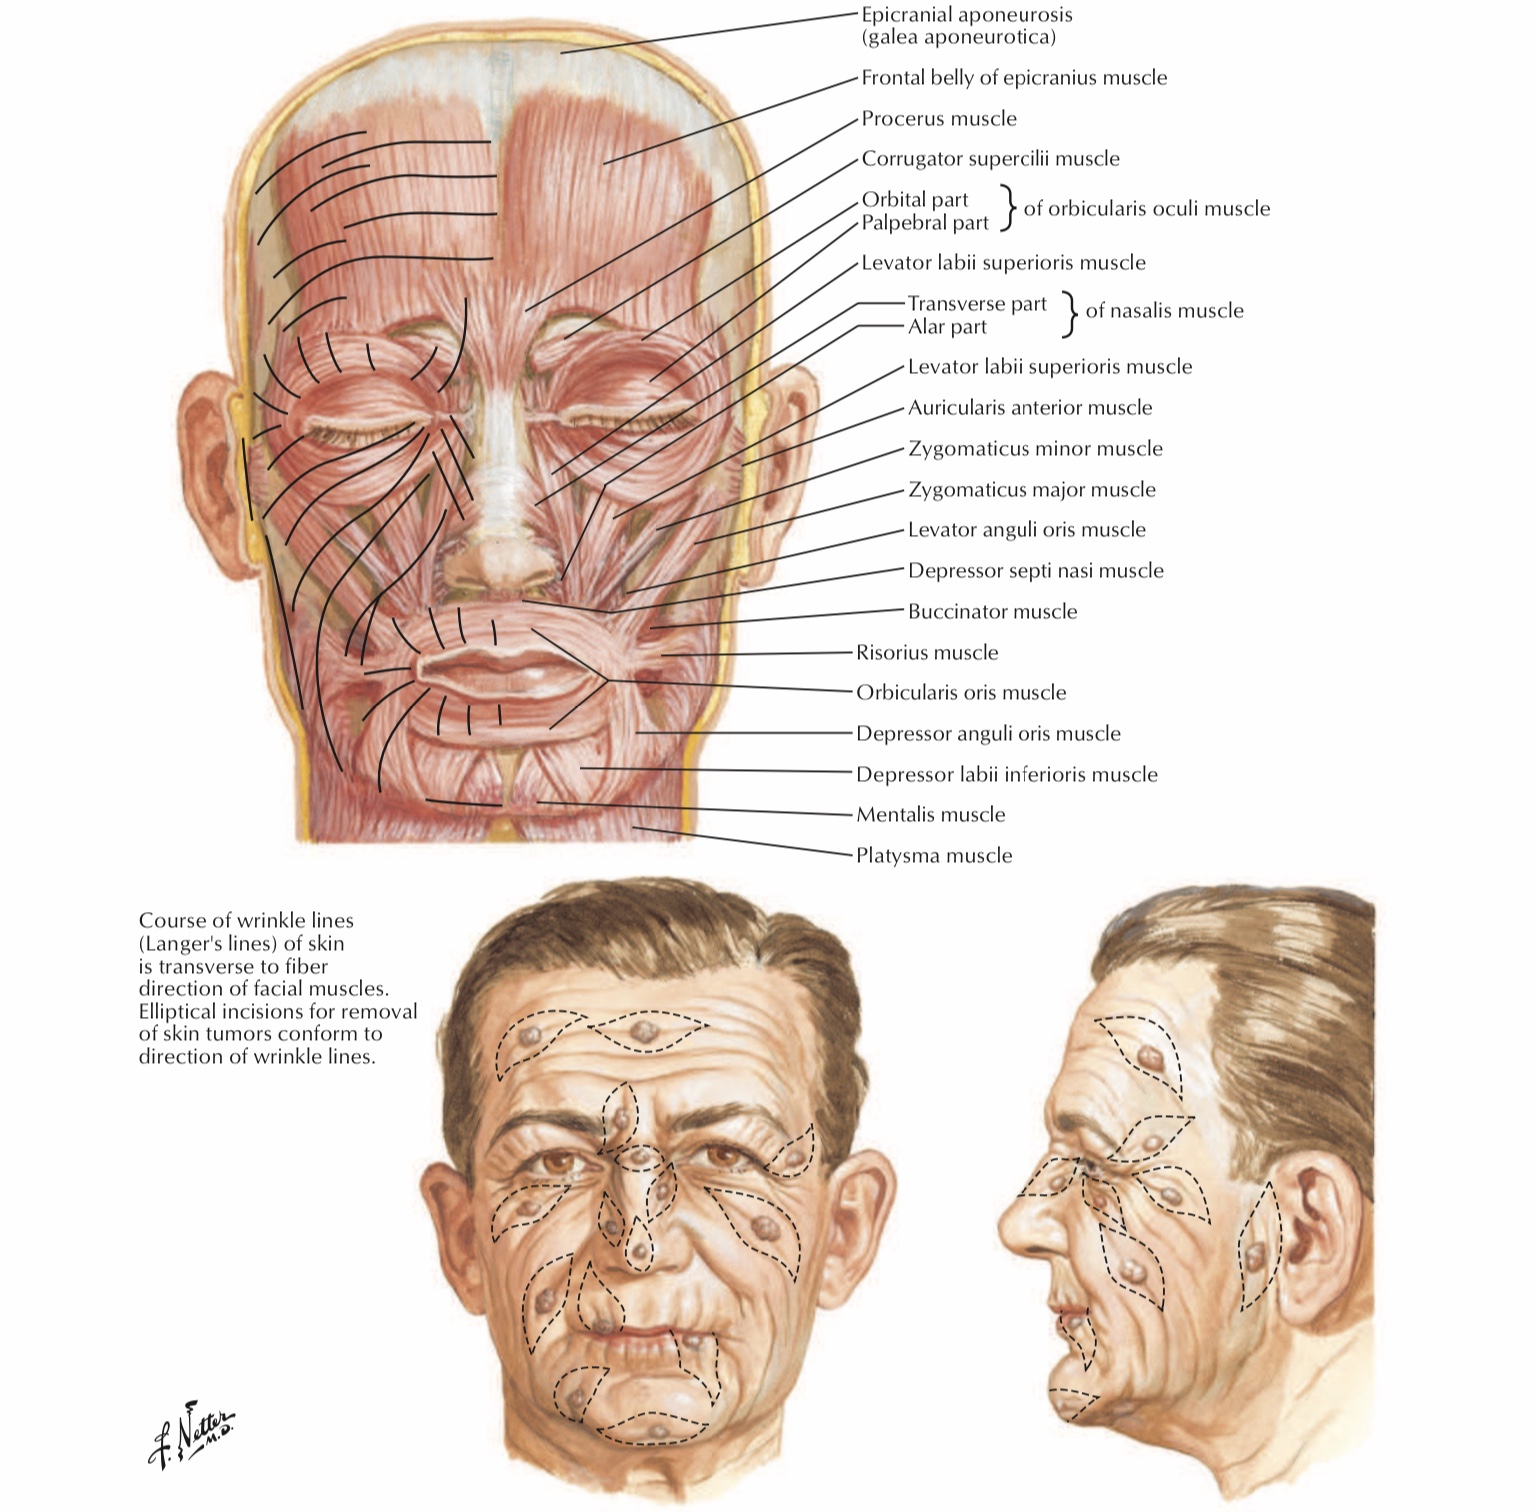 Epicranial aponeurosis
(galea aponeurotica)
Frontal belly of epicranius muscle
Procerus muscle
Corrugator supercilii muscle
Orbital part
Palpebral part
of orbicularis oculi muscle
Levator labii superioris muscle
Transverse part
Alar part
of nasalis muscle
Levator labii superioris muscle
Auricularis anterior muscle
Zygomaticus minor muscle
Zygomaticus major muscle
Levator anguli oris muscle
Depressor septi nasi muscle
Buccinator muscle
Risorius muscle
Orbicularis oris muscle
Depressor anguli oris muscle
Depressor labii inferioris muscle
Mentalis muscle
Platysma muscle
Course of wrinkle lines
(Langer's lines) of skin
is transverse to fiber
direction of facial muscles.
Elliptical incisions for removal
of skin tumors conform to
direction of wrinkle lines.
F. Netter
M.D.